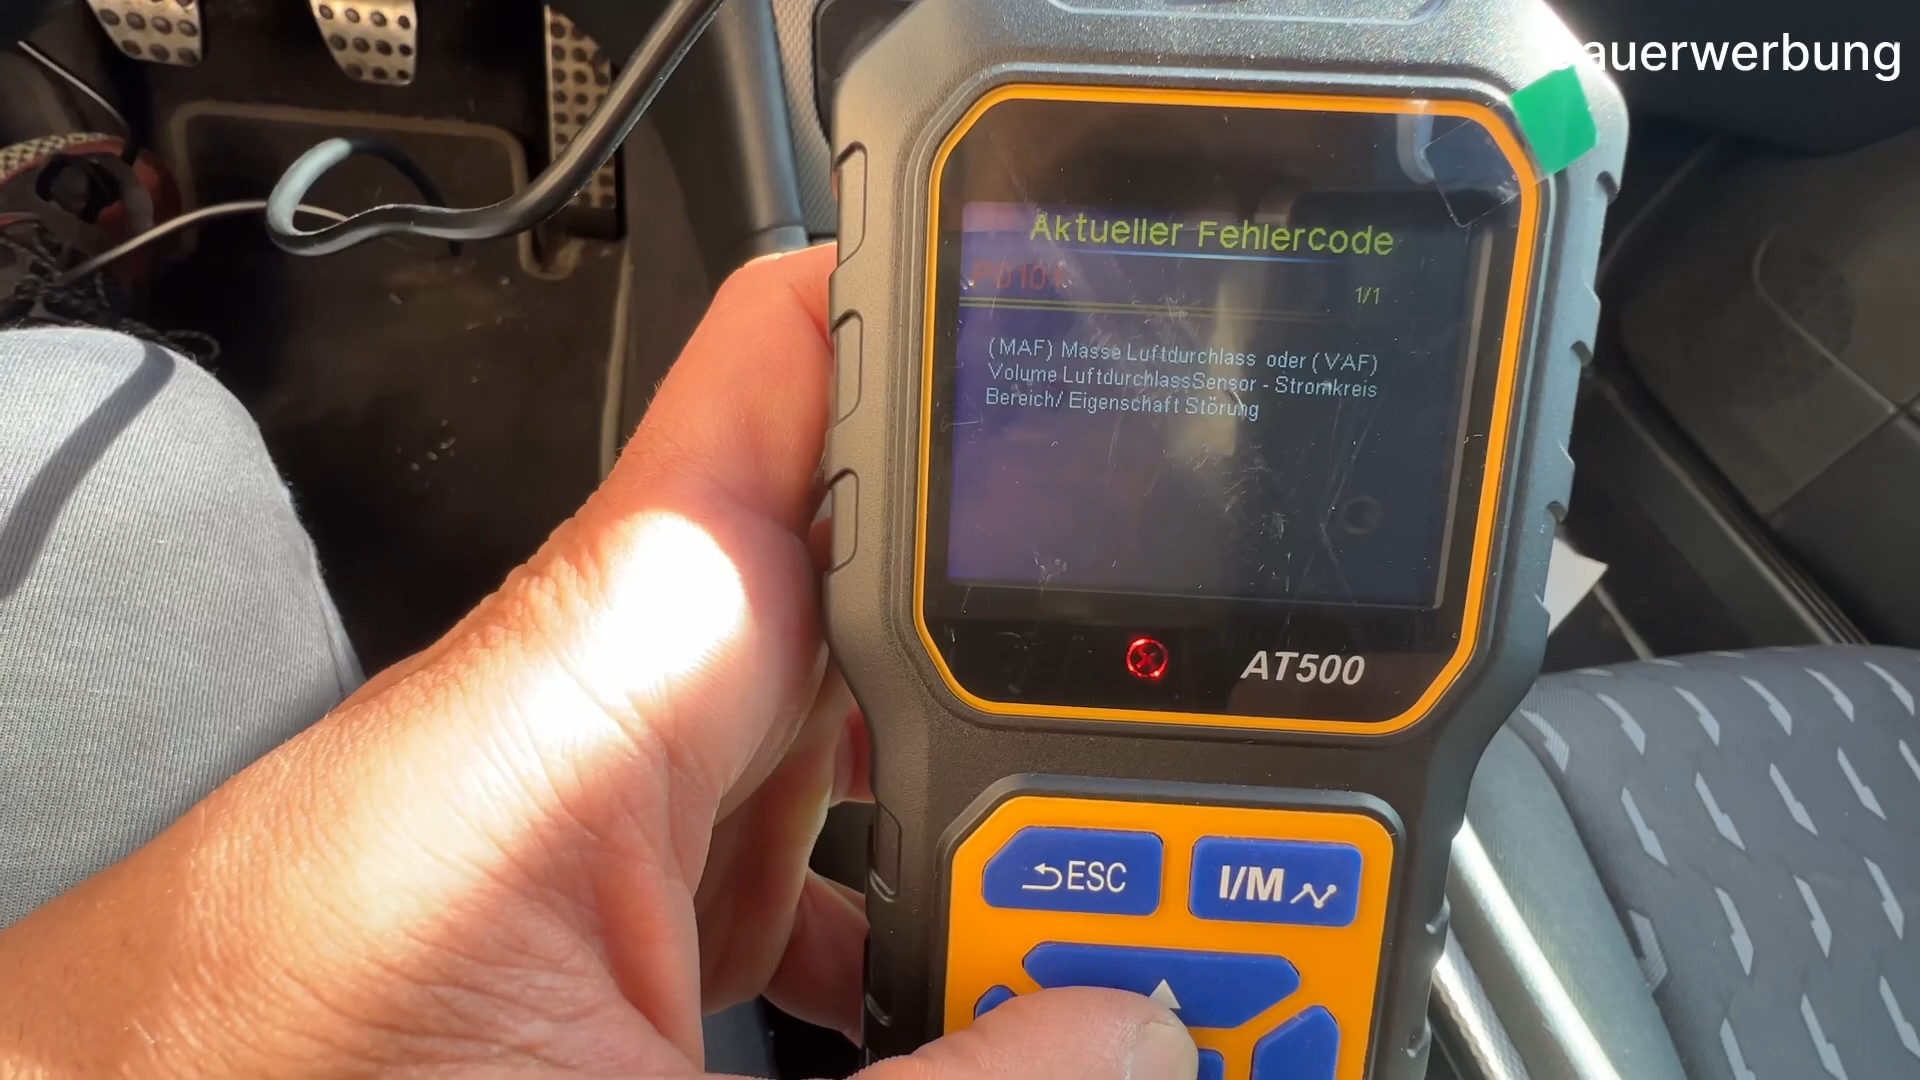 auerwerbung
Aktueller Fehlercode
P0101
1/1
(MAF) Masse Luftdurchlass oder (VAF)
Volume LuftdurchlassSensor - Stromkreis
Bereich/ Eigenschaft Störung
AT500
ESC
I/M